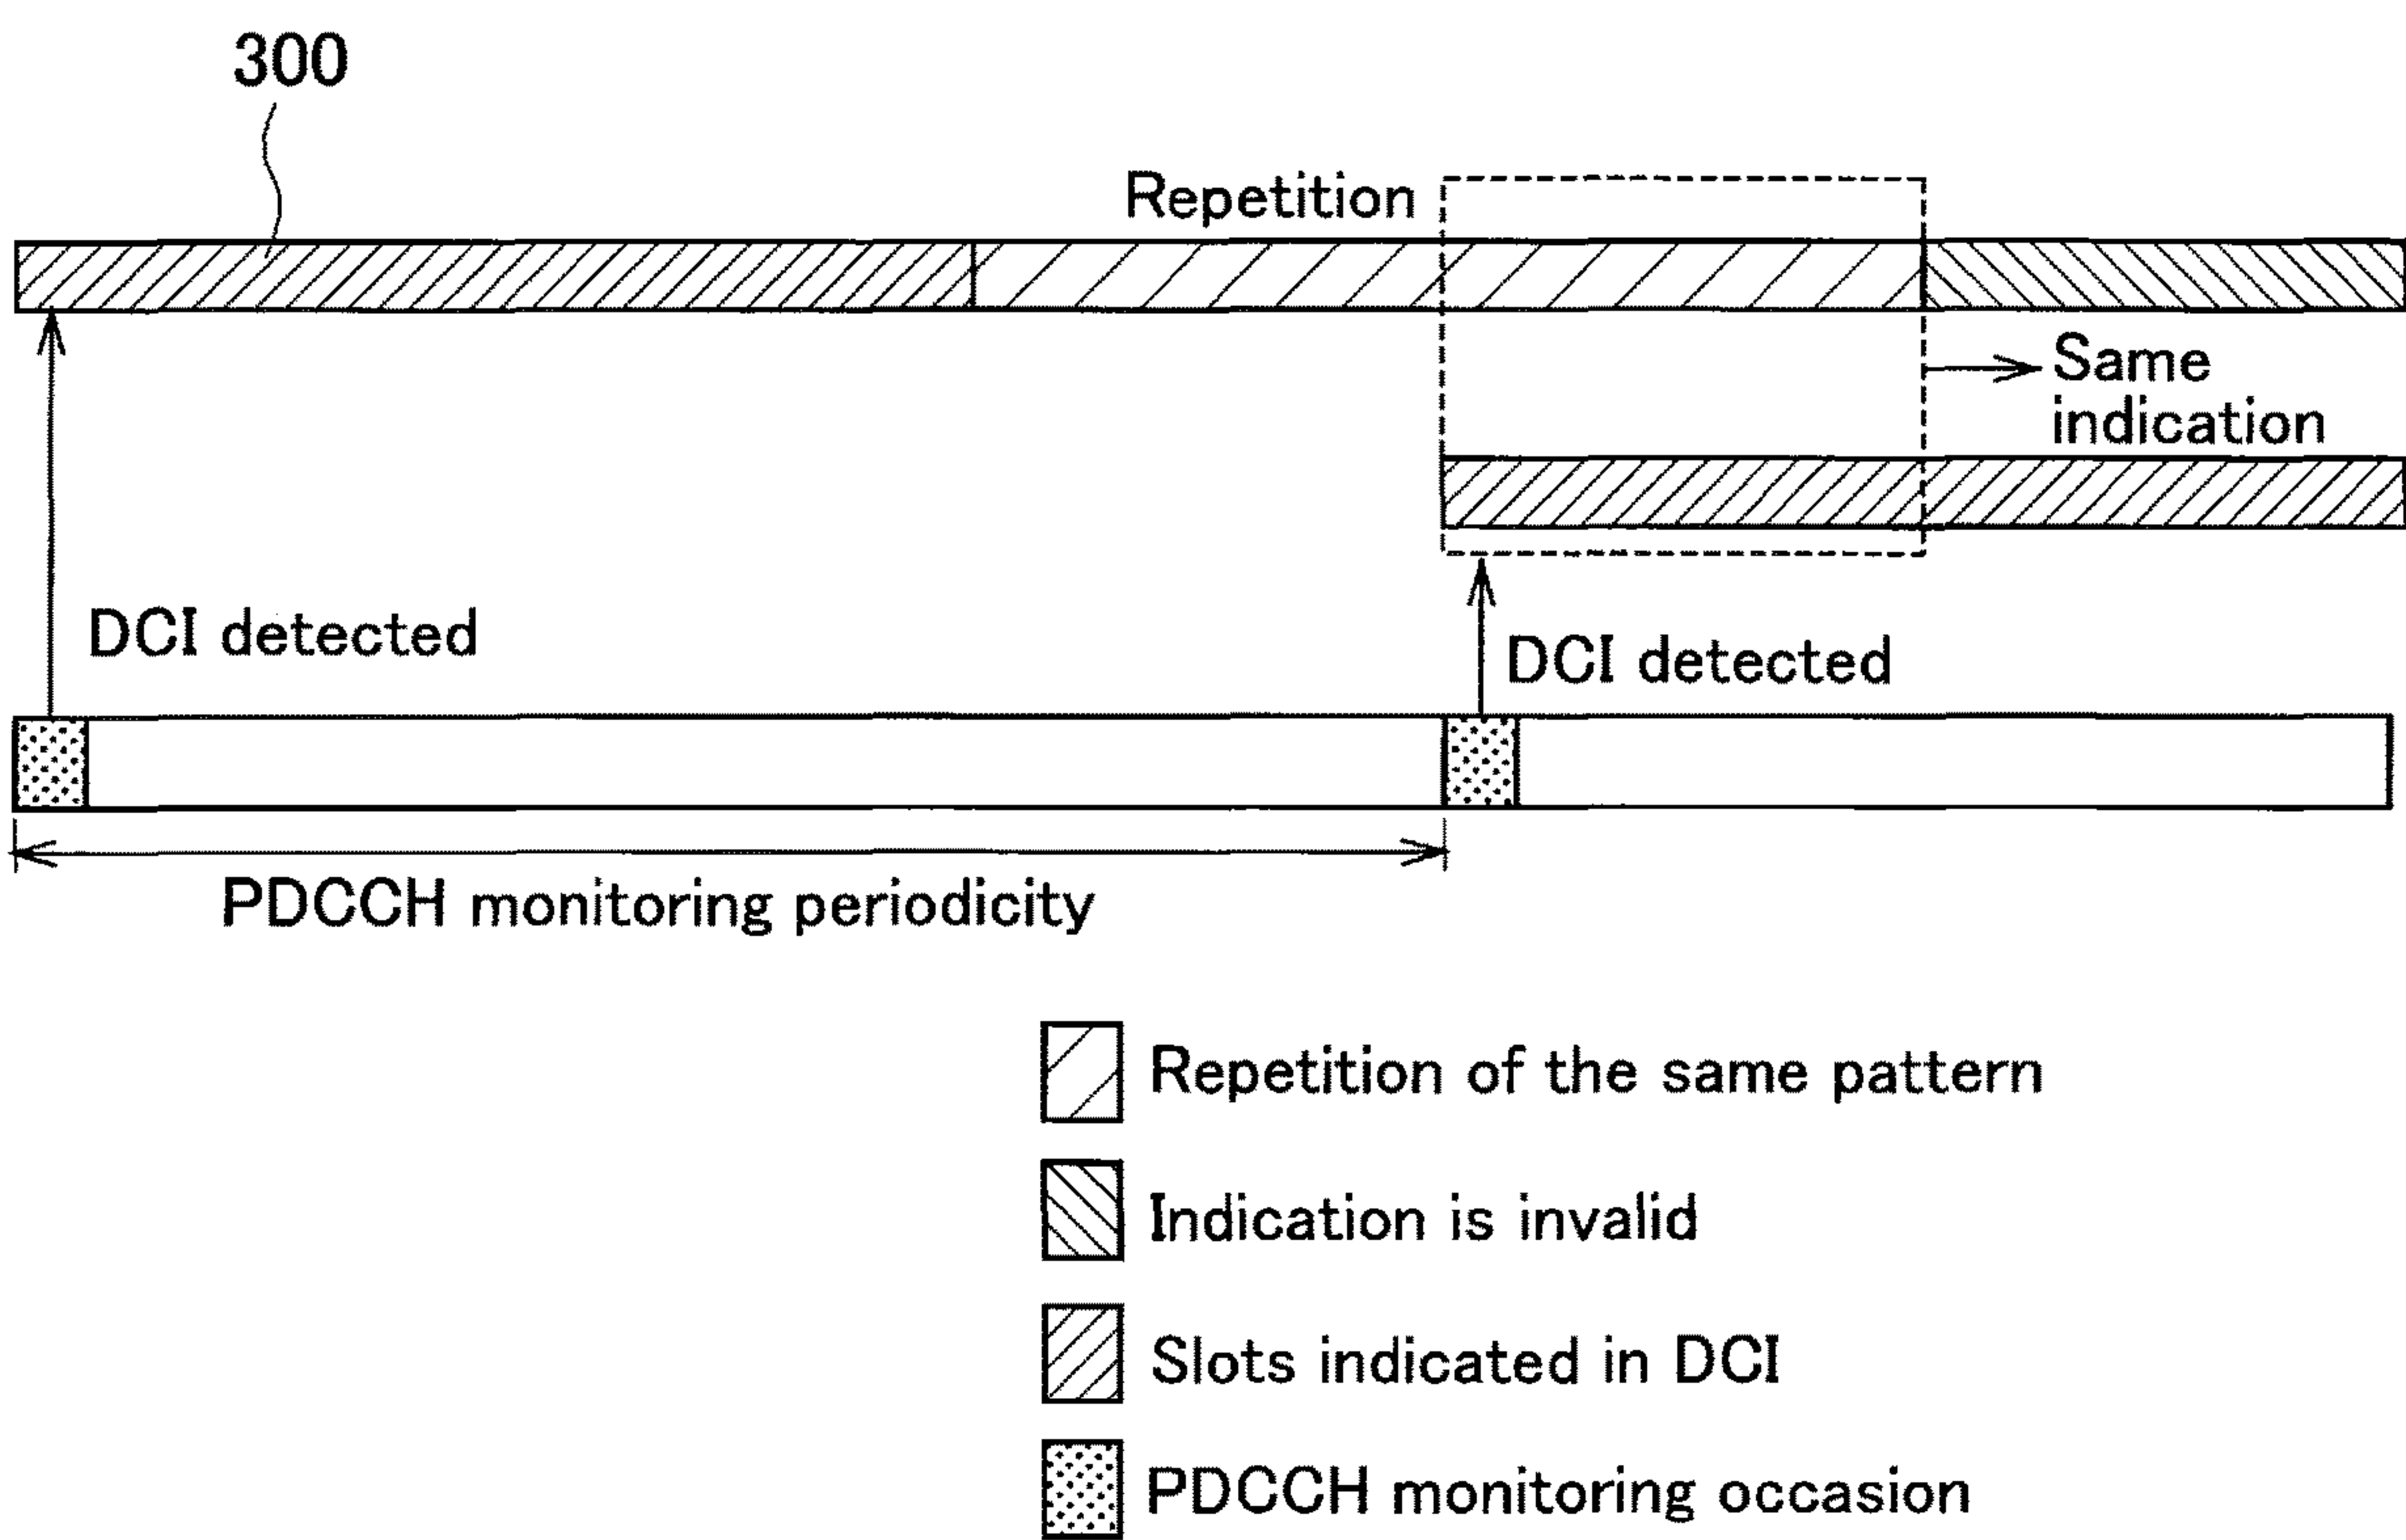 300
Repetition
Same
indication
DCI detected
DCI detected
PDCCH monitoring periodicity
Repetition of the same pattern
Indication is invalid
Slots indicated in DCI
PDCCH monitoring occasion